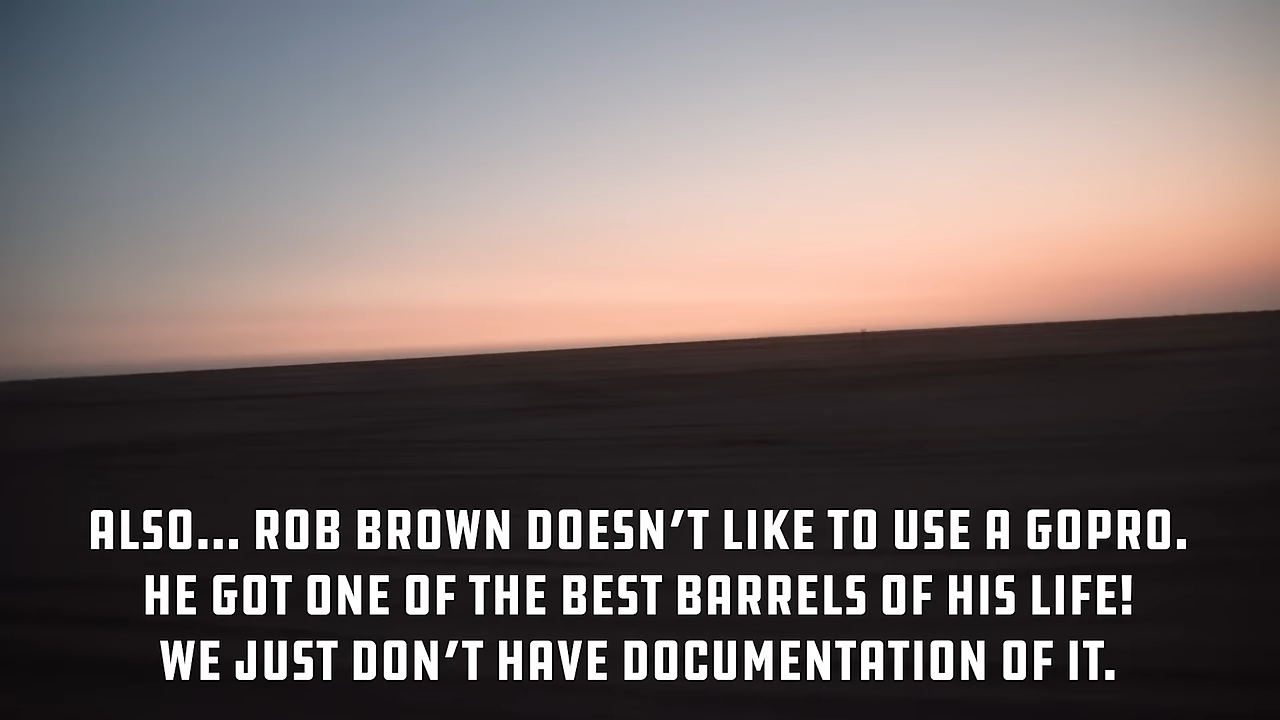 ALSO... ROB BROWN DOESN'T LIKE TO USE A GOPRO.
HE GOT ONE OF THE BEST BARRELS OF HIS LIFE!
WE JUST DON'T HAVE DOCUMENTATION OF IT.